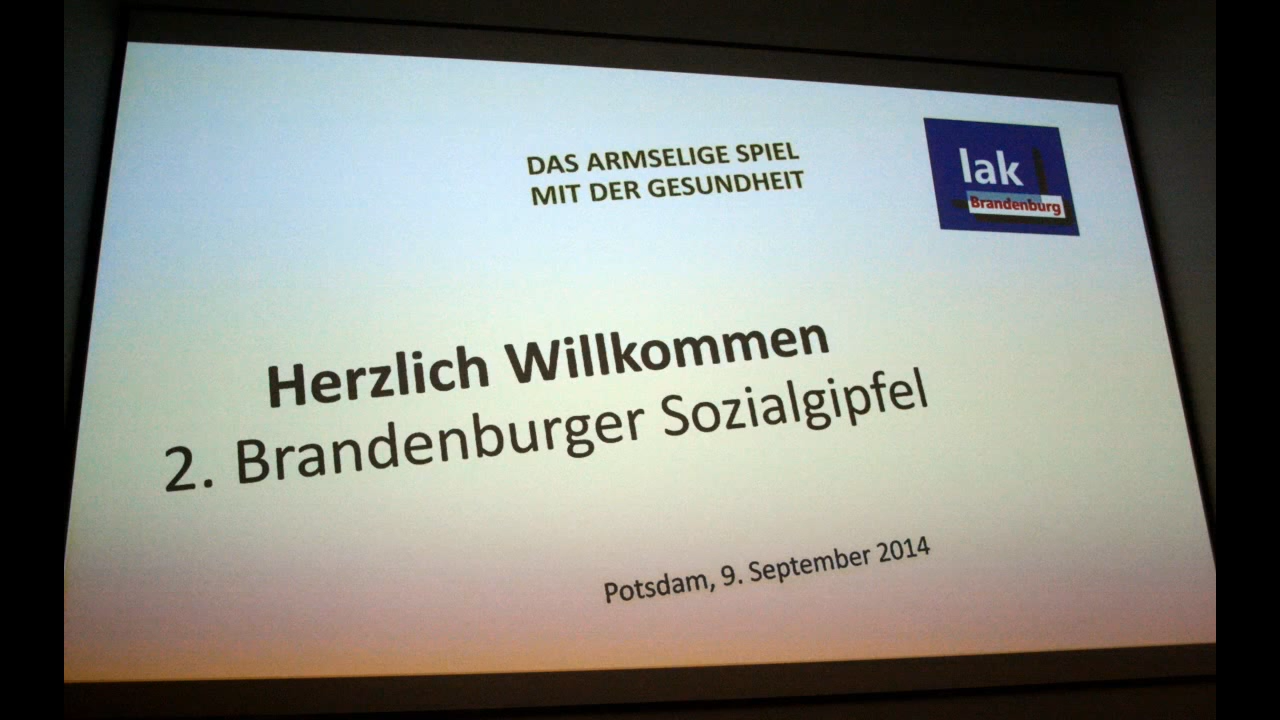 DAS ARMSELIGE SPIEL
MIT DER GESUNDHEIT
lak
Brandenburg
Herzlich Willkommen
2. Brandenburger Sozialgipfel
Potsdam, 9. September 2014